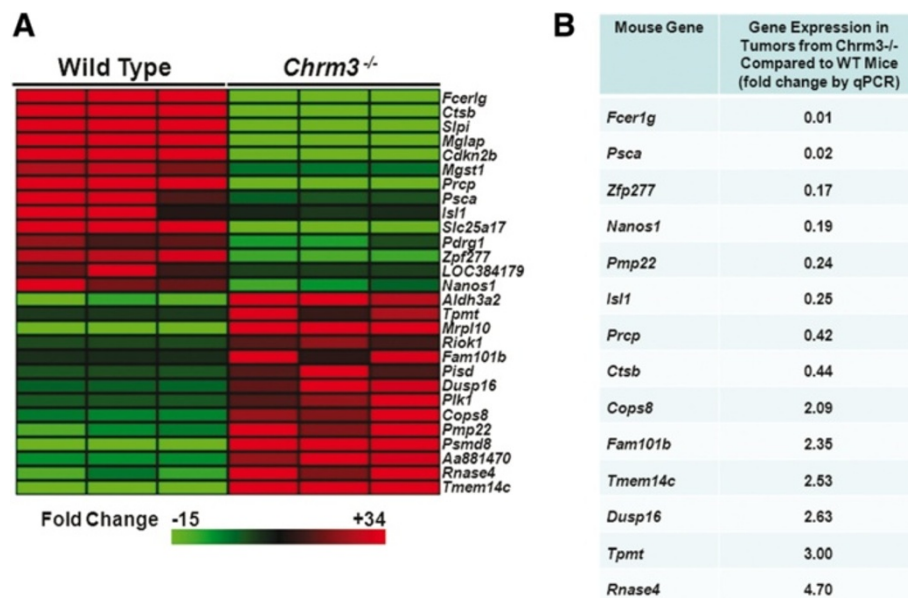 A
Wild Type Chrm3-/-
Fcerlg
Ctsb
Slpi
Mglap
Cdkn2b
Mgst1
Prcp
Psca
Isl1
Slc25a17
Pdrg1
Zpf277
LOC384179
Nanos1
Aldh3a2
Tpmt
Mrpl10
Riok1
Fam101b
Pisd
Dusp16
Plk1
Cops8
Pmp22
Psmd8
Aa881470
Rnase4
Tmem14c
Fold Change -15 +34
B
Mouse Gene
Gene Expression in
Tumors from Chrm3-/-
Compared to WT Mice
(fold change by qPCR)
Fcer1g 0.01
Psca 0.02
Zfp277 0.17
Nanos1 0.19
Pmp22 0.24
Isl1 0.25
Prcp 0.42
Ctsb 0.44
Cops8 2.09
Fam101b 2.35
Tmem14c 2.53
Dusp16 2.63
Tpmt 3.00
Rnase4 4.70